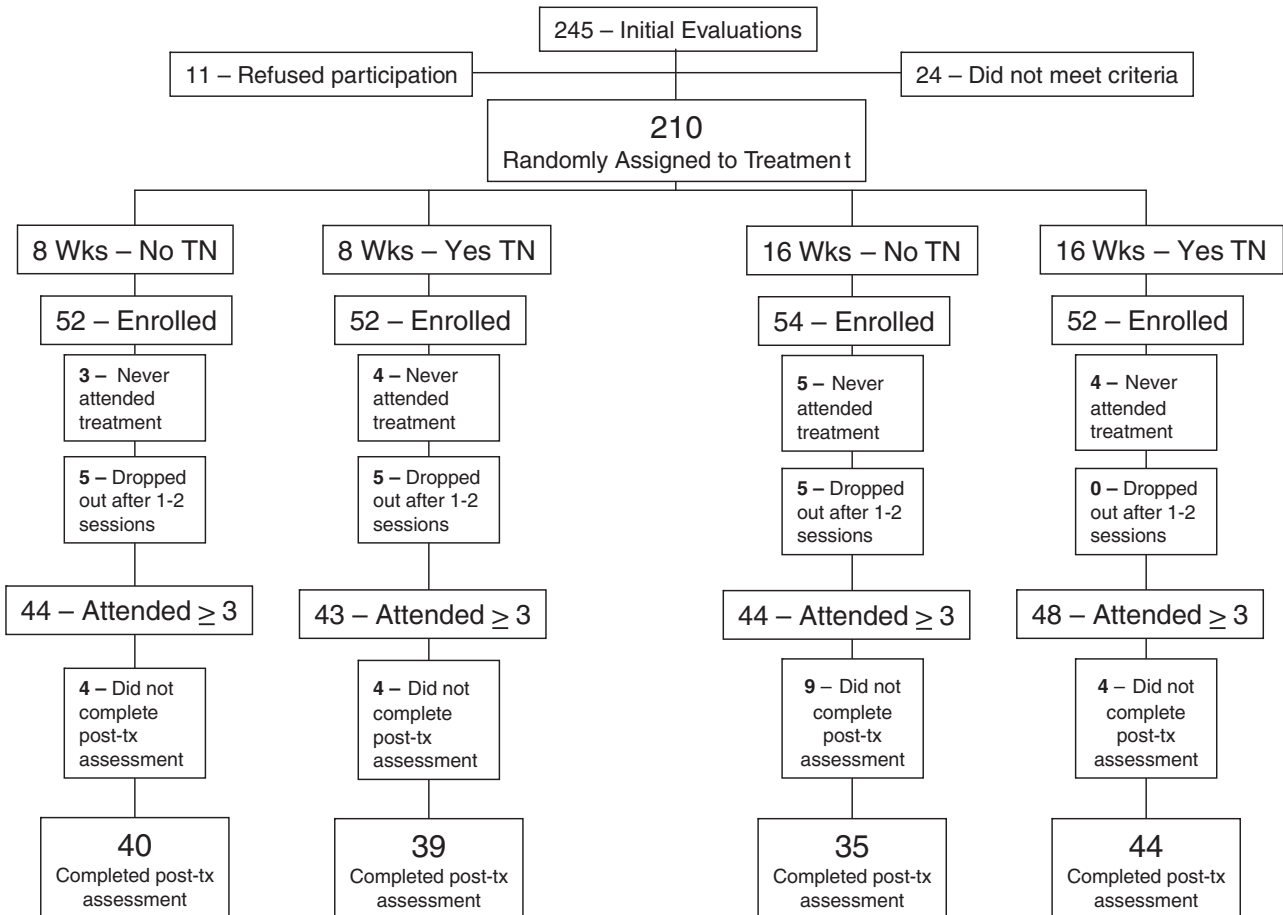 245 – Initial Evaluations
11 – Refused participation
24 – Did not meet criteria
210
Randomly Assigned to Treatment
8 Wks – No TN
52 – Enrolled
3 – Never
attended
treatment
5 – Dropped
out after 1-2
sessions
44 – Attended ≥ 3
4 – Did not
complete
post-tx
assessment
40
Completed post-tx
assessment
8 Wks – Yes TN
52 – Enrolled
4 – Never
attended
treatment
5 – Dropped
out after 1-2
sessions
43 – Attended ≥ 3
4 – Did not
complete
post-tx
assessment
39
Completed post-tx
assessment
16 Wks – No TN
54 – Enrolled
5 – Never
attended
treatment
5 – Dropped
out after 1-2
sessions
44 – Attended ≥ 3
9 – Did not
complete
post-tx
assessment
35
Completed post-tx
assessment
16 Wks – Yes TN
52 – Enrolled
4 – Never
attended
treatment
0 – Dropped
out after 1-2
sessions
48 – Attended ≥ 3
4 – Did not
complete
post-tx
assessment
44
Completed post-tx
assessment